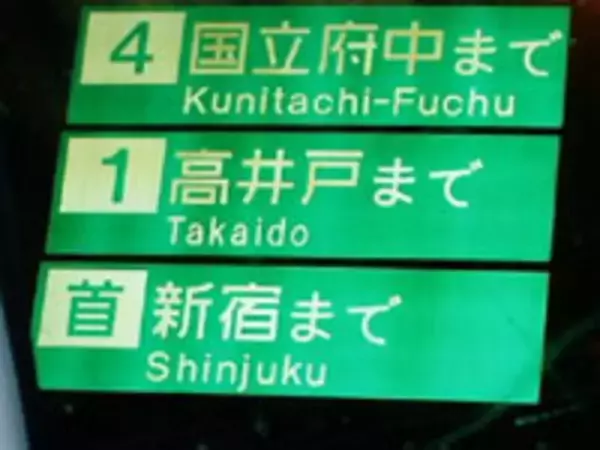 4 国立府中まで
Kunitachi-Fuchu
1 高井戸まで
Takaido
首 新宿まで
Shinjuku